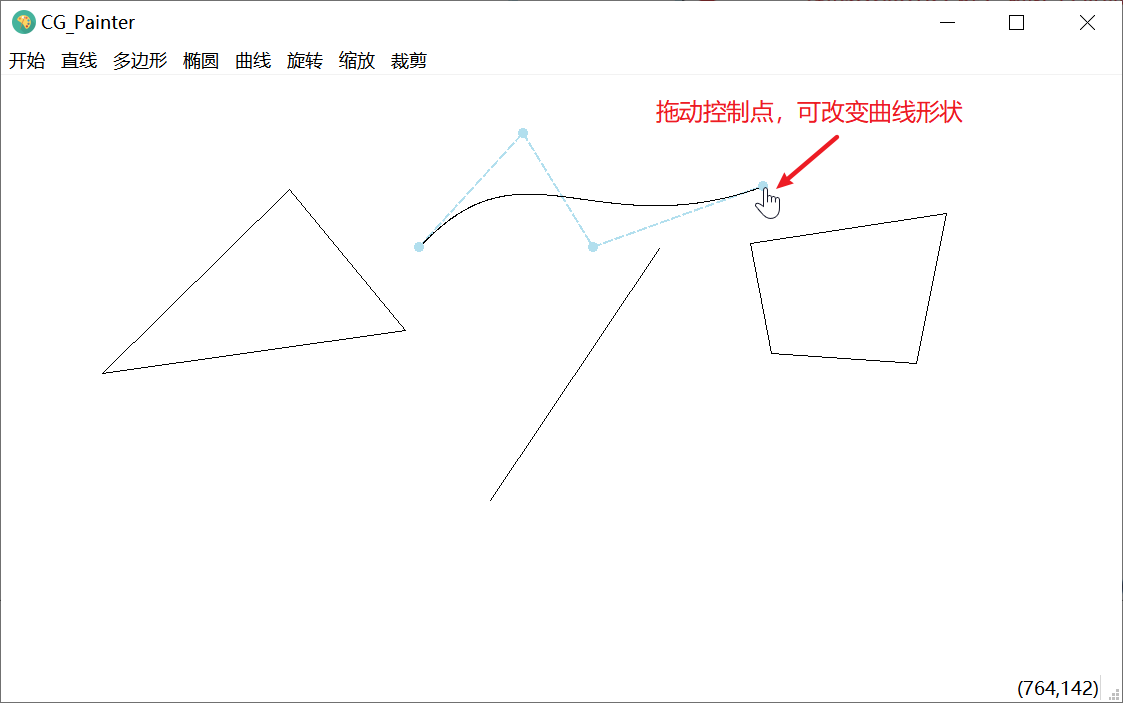 CG_Painter
开始 直线 多边形 椭圆 曲线 旋转 缩放 裁剪
拖动控制点，可改变曲线形状
(764,142)